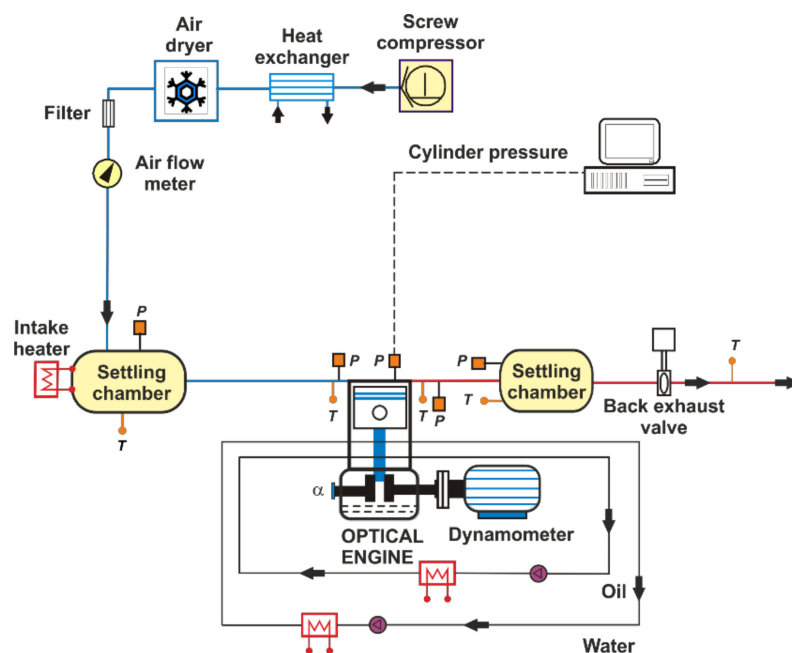 Screw
compressor
Heat
exchanger
Air
dryer
Filter
Air flow
meter
Cylinder pressure
P
Intake
heater
Settling
chamber
T
P
T
P
T
P
P
T
Settling
chamber
T
Back exhaust
valve
α
OPTICAL
ENGINE
Dynamometer
Oil
Water